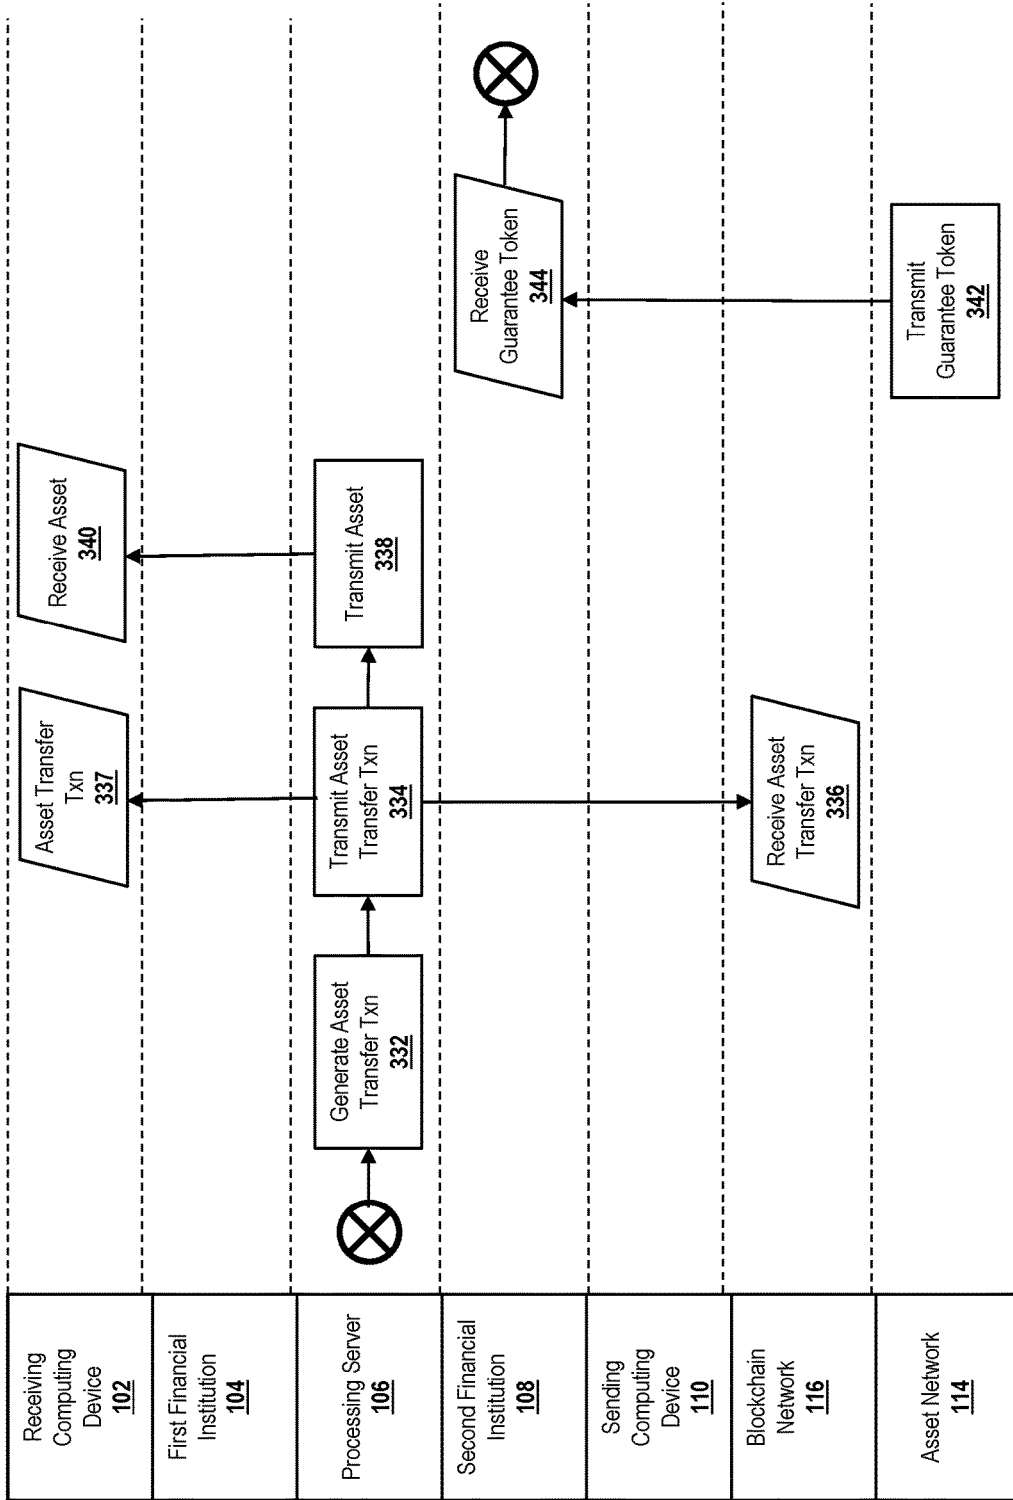 Receiving
Computing
Device
102
First Financial
Institution
104
Processing Server
106
Second Financial
Institution
108
Sending
Computing
Device
110
Blockchain
Network
116
Asset Network
114
Asset Transfer
Txn
337
Receive Asset
340
Generate Asset
Transfer Txn
332
Transmit Asset
Transfer Txn
334
Transmit Asset
338
Receive
Guarantee Token
344
Receive Asset
Transfer Txn
336
Transmit
Guarantee Token
342